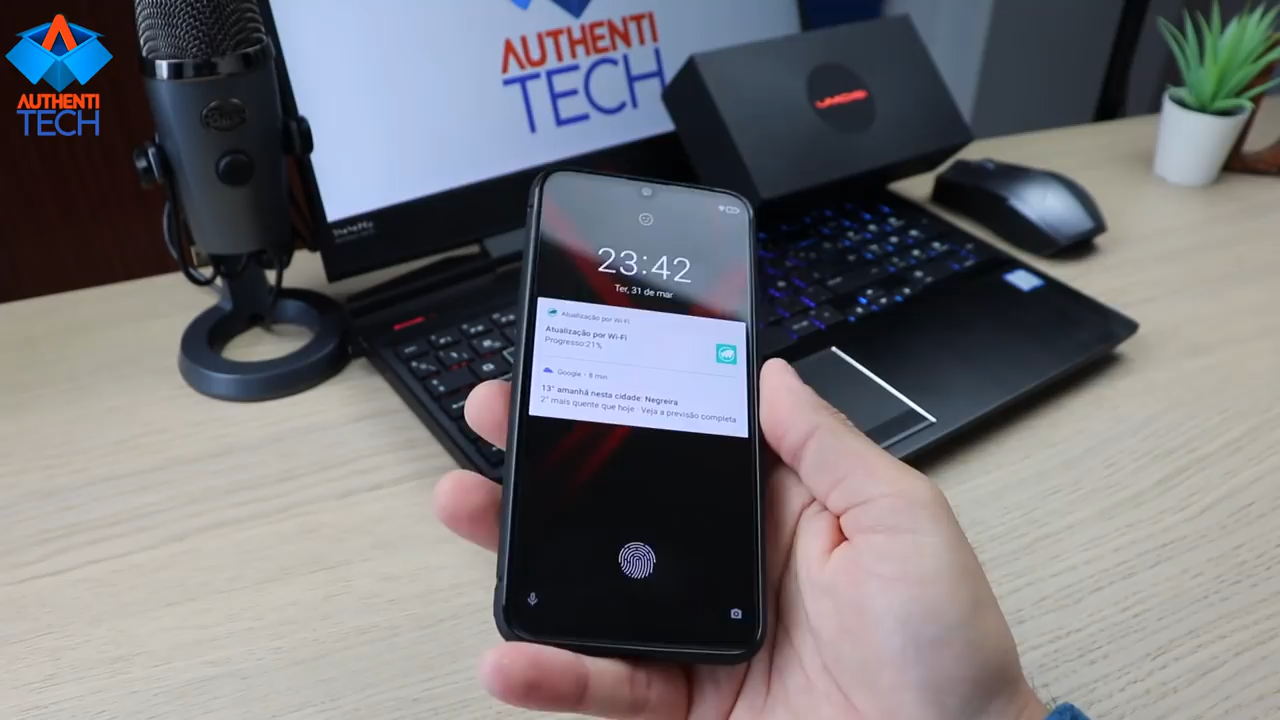 AUTHENTI
TECH
AUTHENTI
TECH
UMIDIGI
23:42
Ter, 31 de mar
Atualização por Wi-Fi
Atualização por Wi-Fi
Progresso:21%
Google • 8 min
13° amanhã nesta cidade: Negreira
2° mais quente que hoje · Veja a previsão completa